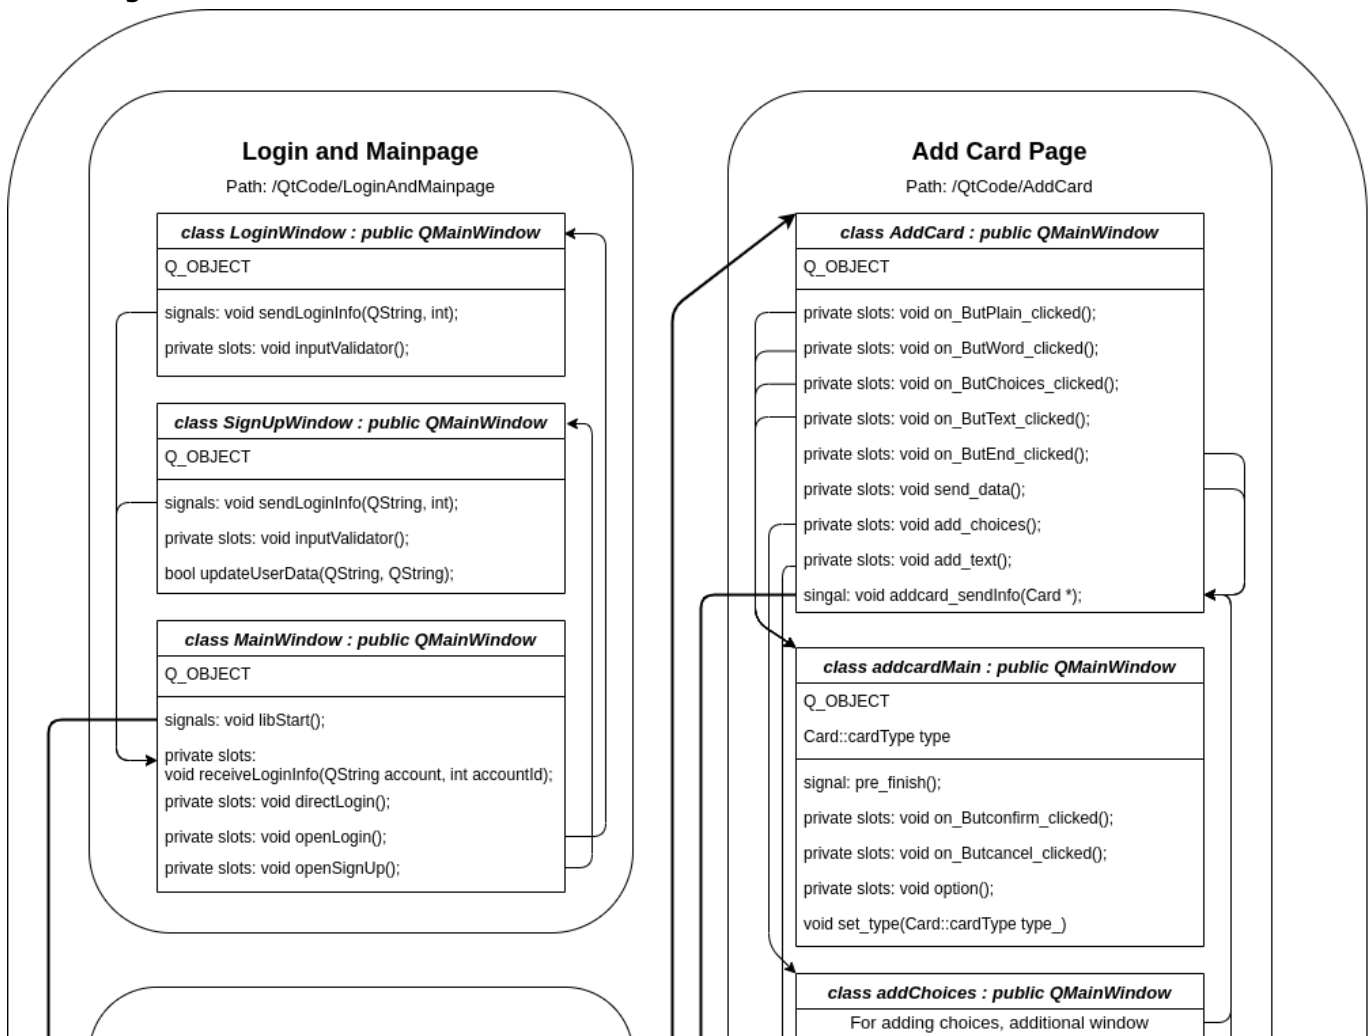 Login and Mainpage
Path: /QtCode/LoginAndMainpage
class LoginWindow : public QMainWindow
Q_OBJECT
signals: void sendLoginInfo(QString, int);
private slots: void inputValidator();
class SignUpWindow : public QMainWindow
Q_OBJECT
signals: void sendLoginInfo(QString, int);
private slots: void inputValidator();
bool updateUserData(QString, QString);
class MainWindow : public QMainWindow
Q_OBJECT
signals: void libStart();
private slots:
void receiveLoginInfo(QString account, int accountId);
private slots: void directLogin();
private slots: void openLogin();
private slots: void openSignUp();
Add Card Page
Path: /QtCode/AddCard
class AddCard : public QMainWindow
Q_OBJECT
private slots: void on_ButPlain_clicked();
private slots: void on_ButWord_clicked();
private slots: void on_ButChoices_clicked();
private slots: void on_ButText_clicked();
private slots: void on_ButEnd_clicked();
private slots: void send_data();
private slots: void add_choices();
private slots: void add_text();
singal: void addcard_sendInfo(Card *);
class addcardMain : public QMainWindow
Q_OBJECT
Card::cardType type
signal: pre_finish();
private slots: void on_Butconfirm_clicked();
private slots: void on_Butcancel_clicked();
private slots: void option();
void set_type(Card::cardType type_)
class addChoices : public QMainWindow
For adding choices, additional window